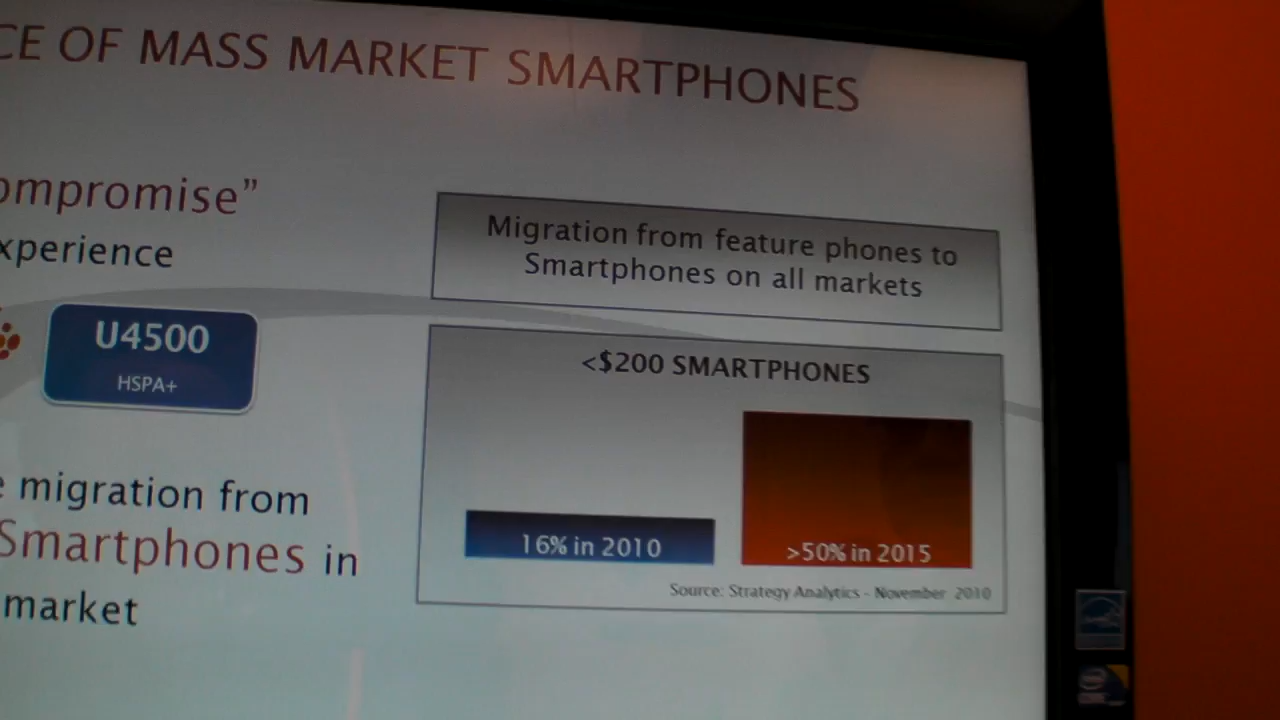 CE OF MASS MARKET SMARTPHONES
ompromise”
xperience
Migration from feature phones to
Smartphones on all markets
U4500
HSPA+
<$200 SMARTPHONES
16% in 2010
>50% in 2015
Source: Strategy Analytics - November 2010
e migration from
Smartphones in
market